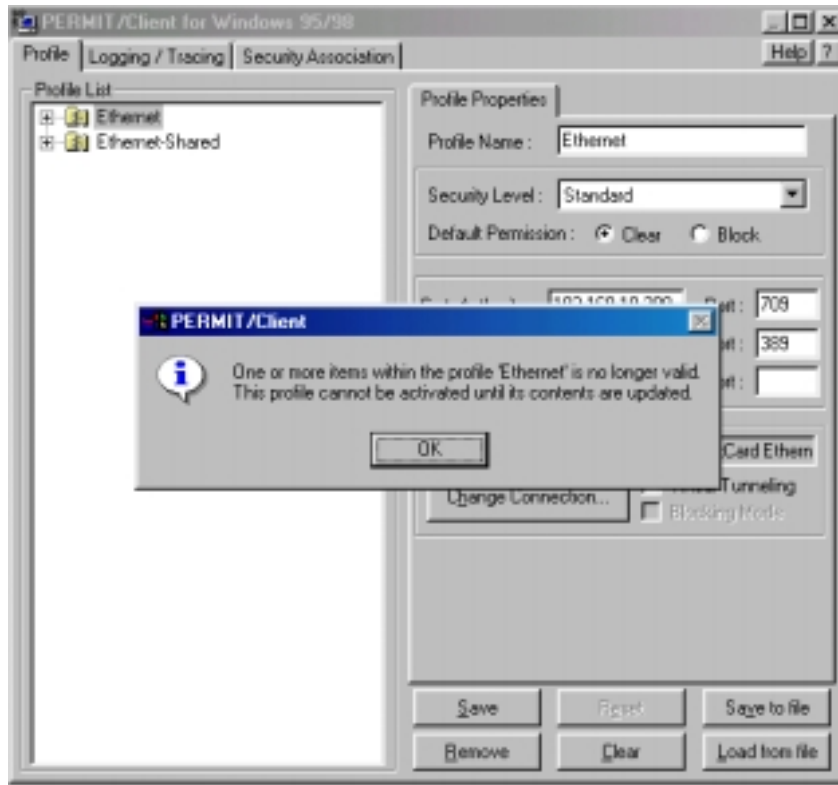 PERMIT/Client for Windows 95/98
Profile
Logging / Tracing
Security Association
Help
?
Profile List
Ethernet
Ethernet-Shared
Profile Properties
Profile Name :
Ethernet
Security Level :
Standard
Default Permission :
Clear
Block
Port :
709
389
PERMIT/Client
One or more items within the profile 'Ethernet' is no longer valid.
This profile cannot be activated until its contents are updated.
OK
Card Ethern
Change Connection...
Tunneling
Blocking Mode
Save
Reset
Save to file
Remove
Clear
Load from file